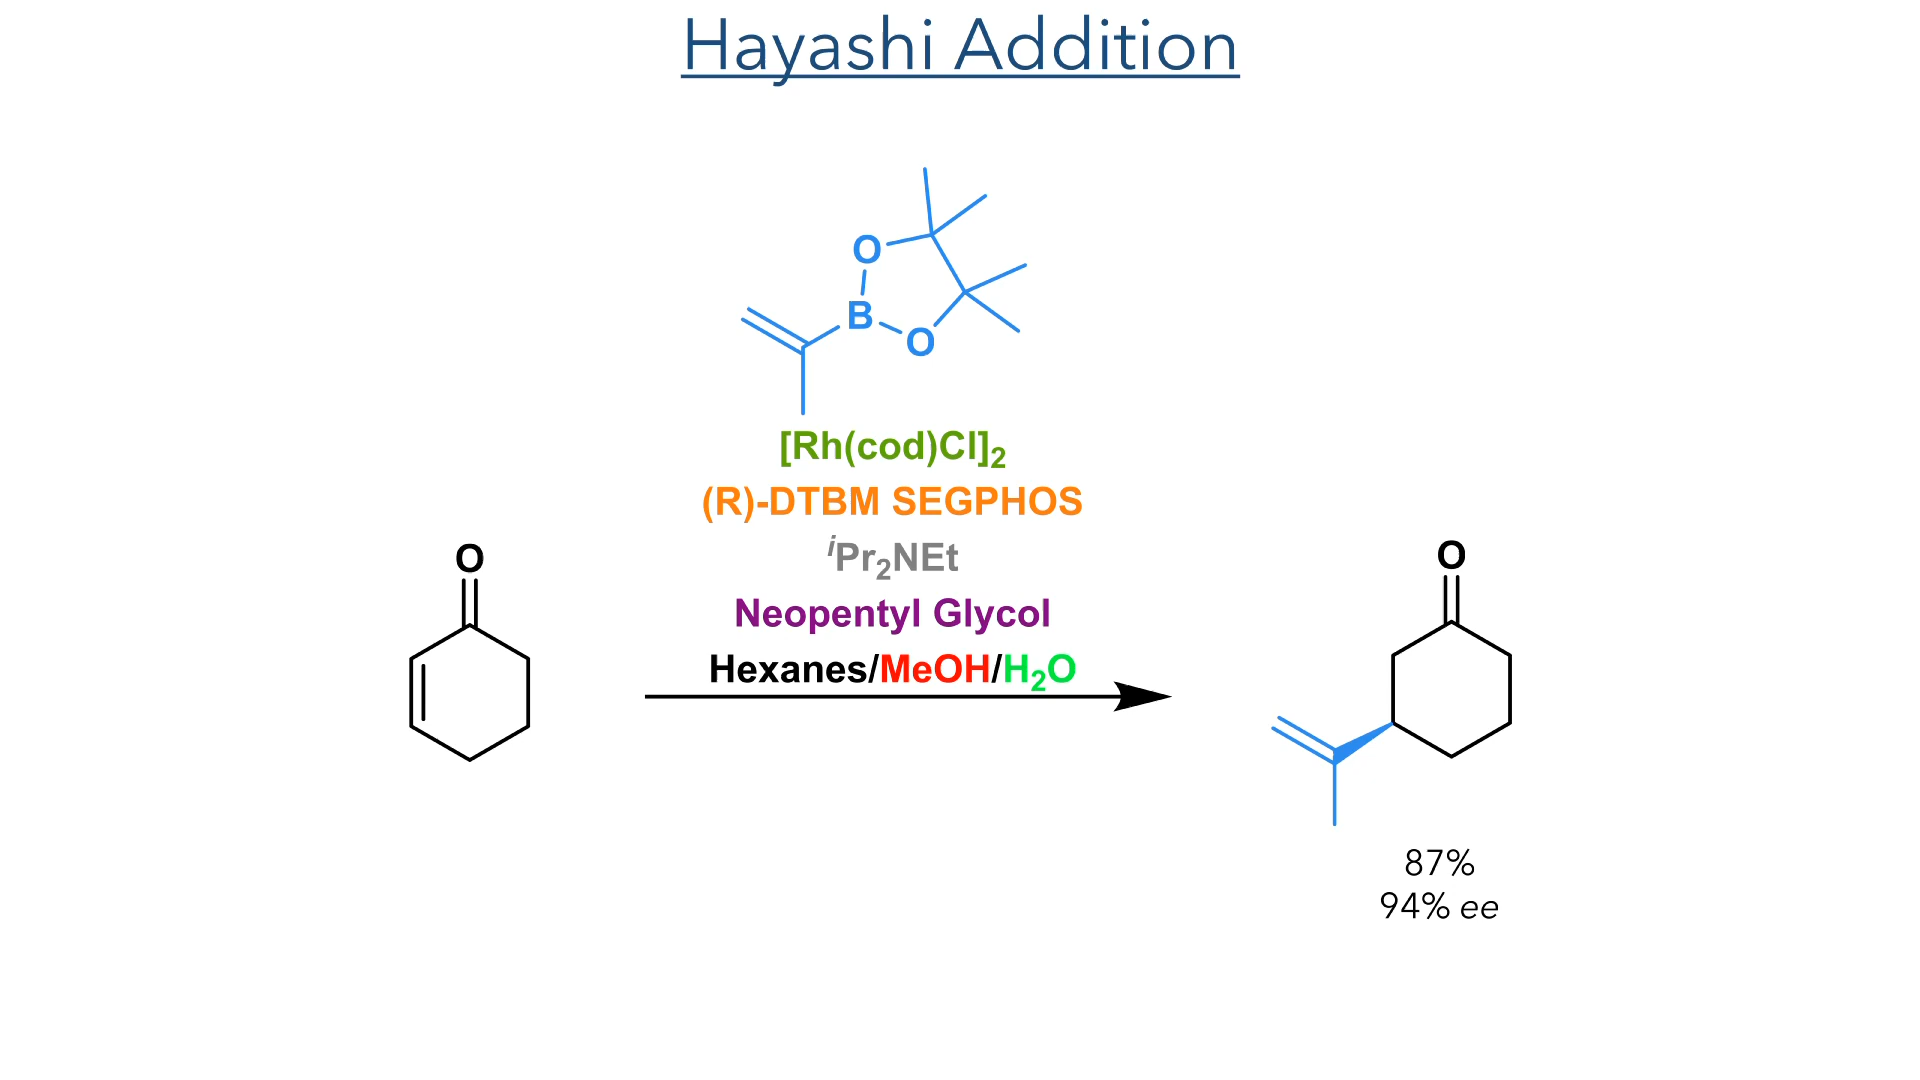 Hayashi Addition
O
B
O
[Rh(cod)Cl]₂
(R)-DTBM SEGPHOS
ⁱPr₂NEt
Neopentyl Glycol
Hexanes/MeOH/H₂O
O
O
87%
94% ee